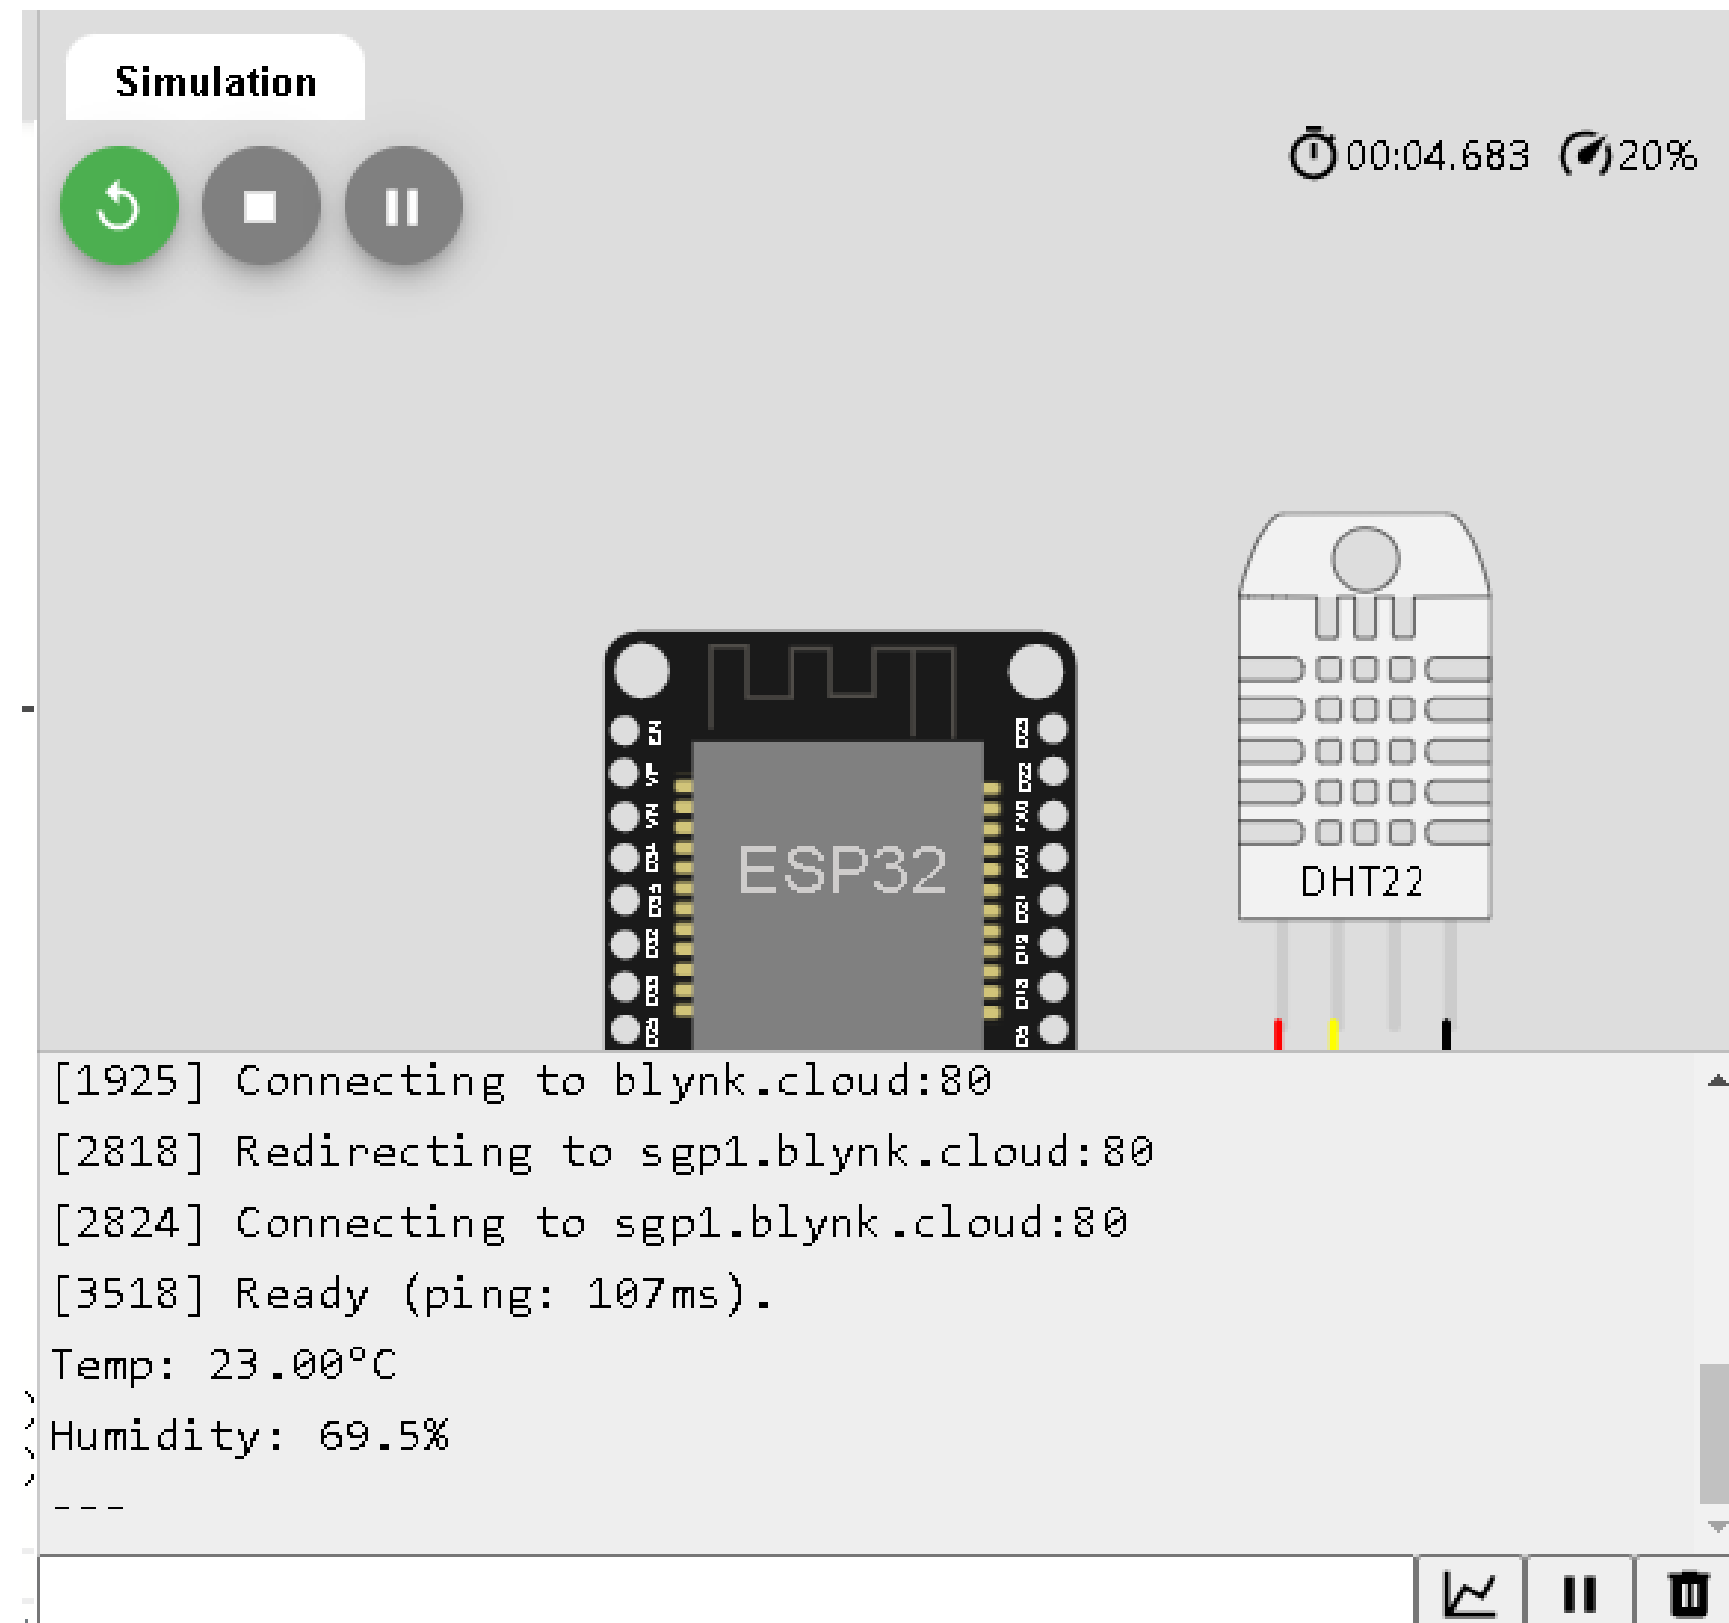 Simulation
00:04.683 20%
ESP32
DHT22
[1925] Connecting to blynk.cloud:80
[2818] Redirecting to sgp1.blynk.cloud:80
[2824] Connecting to sgp1.blynk.cloud:80
[3518] Ready (ping: 107ms).
Temp: 23.00°C
Humidity: 69.5%
---